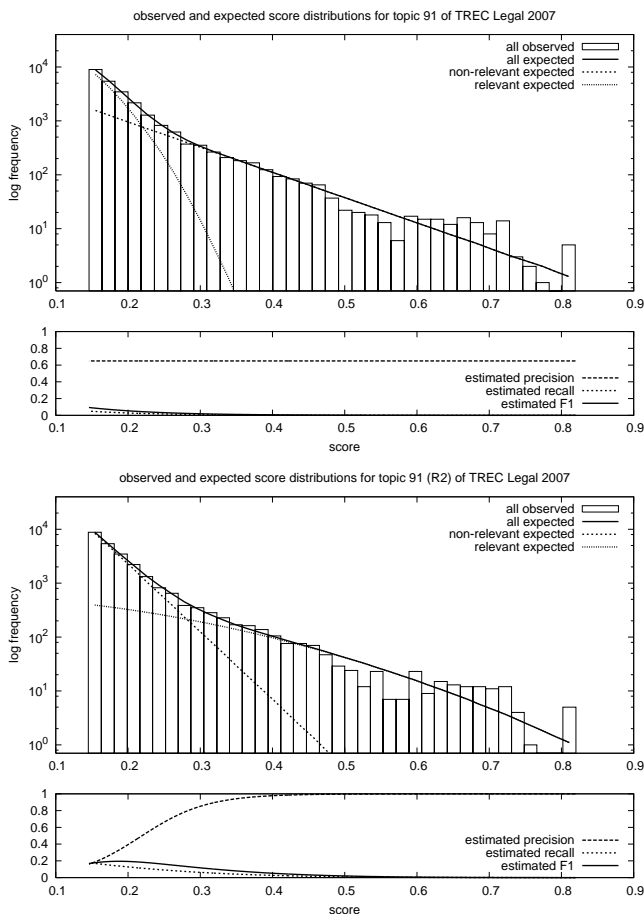 observed and expected score distributions for topic 91 of TREC Legal 2007
all observed
all expected
non-relevant expected
relevant expected
log frequency
10^4
10^3
10^2
10^1
10^0
0.1 0.2 0.3 0.4 0.5 0.6 0.7 0.8 0.9
1
0.8
0.6
0.4
0.2
0
estimated precision
estimated recall
estimated F1
0.1 0.2 0.3 0.4 0.5 0.6 0.7 0.8 0.9
score
observed and expected score distributions for topic 91 (R2) of TREC Legal 2007
all observed
all expected
non-relevant expected
relevant expected
log frequency
10^4
10^3
10^2
10^1
10^0
0.1 0.2 0.3 0.4 0.5 0.6 0.7 0.8 0.9
1
0.8
0.6
0.4
0.2
0
estimated precision
estimated recall
estimated F1
0.1 0.2 0.3 0.4 0.5 0.6 0.7 0.8 0.9
score